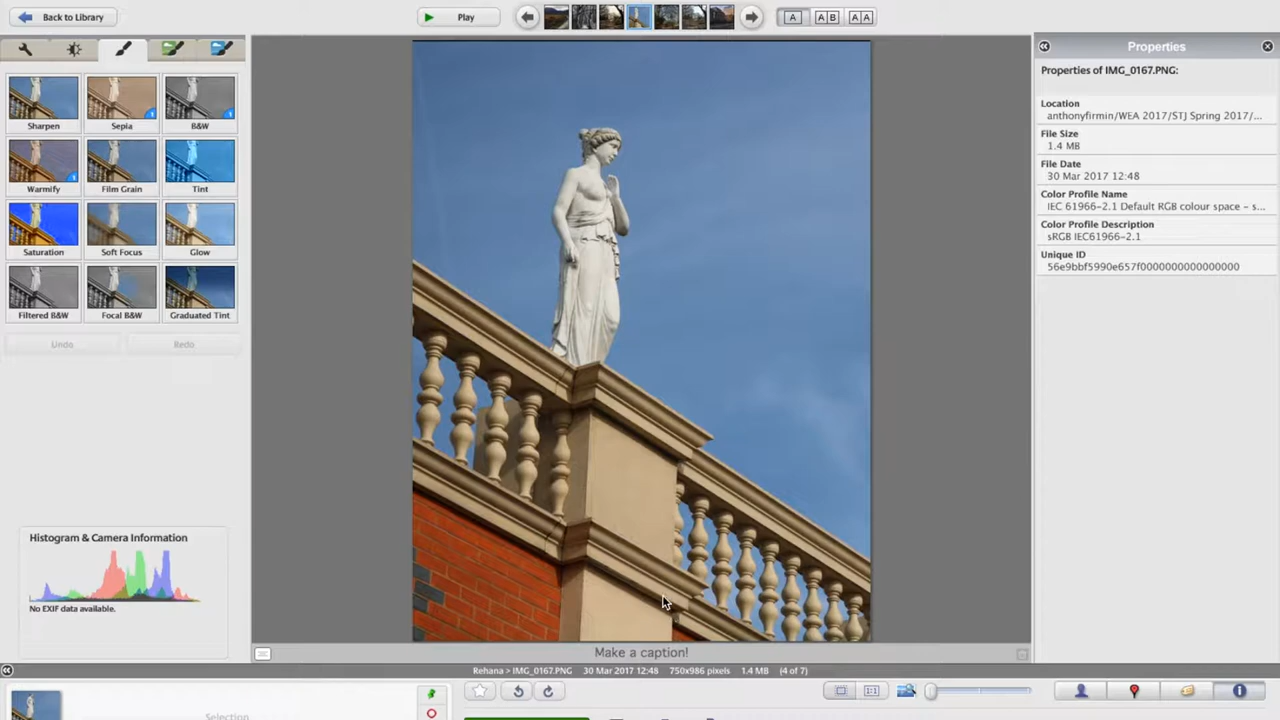 Back to Library
Play
A
AB
AA
Properties
Properties of IMG_0167.PNG:
Location
anthonyfirmin/WEA 2017/STJ Spring 2017/...
File Size
1.4 MB
File Date
30 Mar 2017 12:48
Color Profile Name
IEC 61966-2.1 Default RGB colour space - s...
Color Profile Description
sRGB IEC61966-2.1
Unique ID
56e9bbf5990e657f0000000000000000
Sharpen
Sepia
B&W
Warmify
Film Grain
Tint
Saturation
Soft Focus
Glow
Filtered B&W
Focal B&W
Graduated Tint
Undo
Redo
Histogram & Camera Information
No EXIF data available.
Make a caption!
Rehana > IMG_0167.PNG 30 Mar 2017 12:48 750x986 pixels 1.4 MB (4 of 7)
1:1
Selection